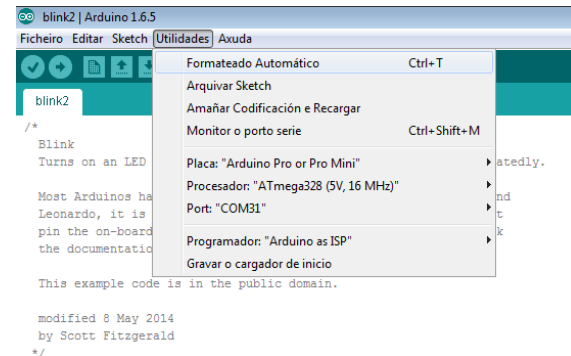 blink2 | Arduino 1.6.5
Ficheiro Editar Sketch Utilidades Axuda
Formateado Automático Ctrl+T
Arquivar Sketch
Amañar Codificación e Recargar
Monitor o porto serie Ctrl+Shift+M
Placa: "Arduino Pro or Pro Mini"
Procesador: "ATmega328 (5V, 16 MHz)"
Port: "COM31"
Programador: "Arduino as ISP"
Gravar o cargador de inicio
blink2
/*
Blink
Turns on an LED atedly.
Most Arduinos ha nd
Leonardo, it is t
pin the on-board k
the documentatio
This example code is in the public domain.
modified 8 May 2014
by Scott Fitzgerald
*/